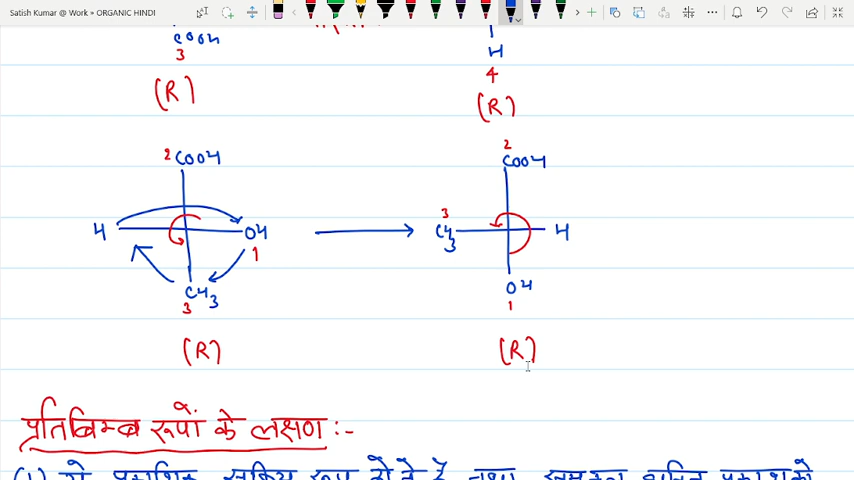 Satish Kumar @ Work » ORGANIC HINDI
COOH
3
H
4
(R)
(R)
2 COOH
2
COOH
H
OH
1
3
CH3
H
CH3
3
OH
1
(R)
(R)
प्रतिबिम्ब रूपों के लक्षण :-